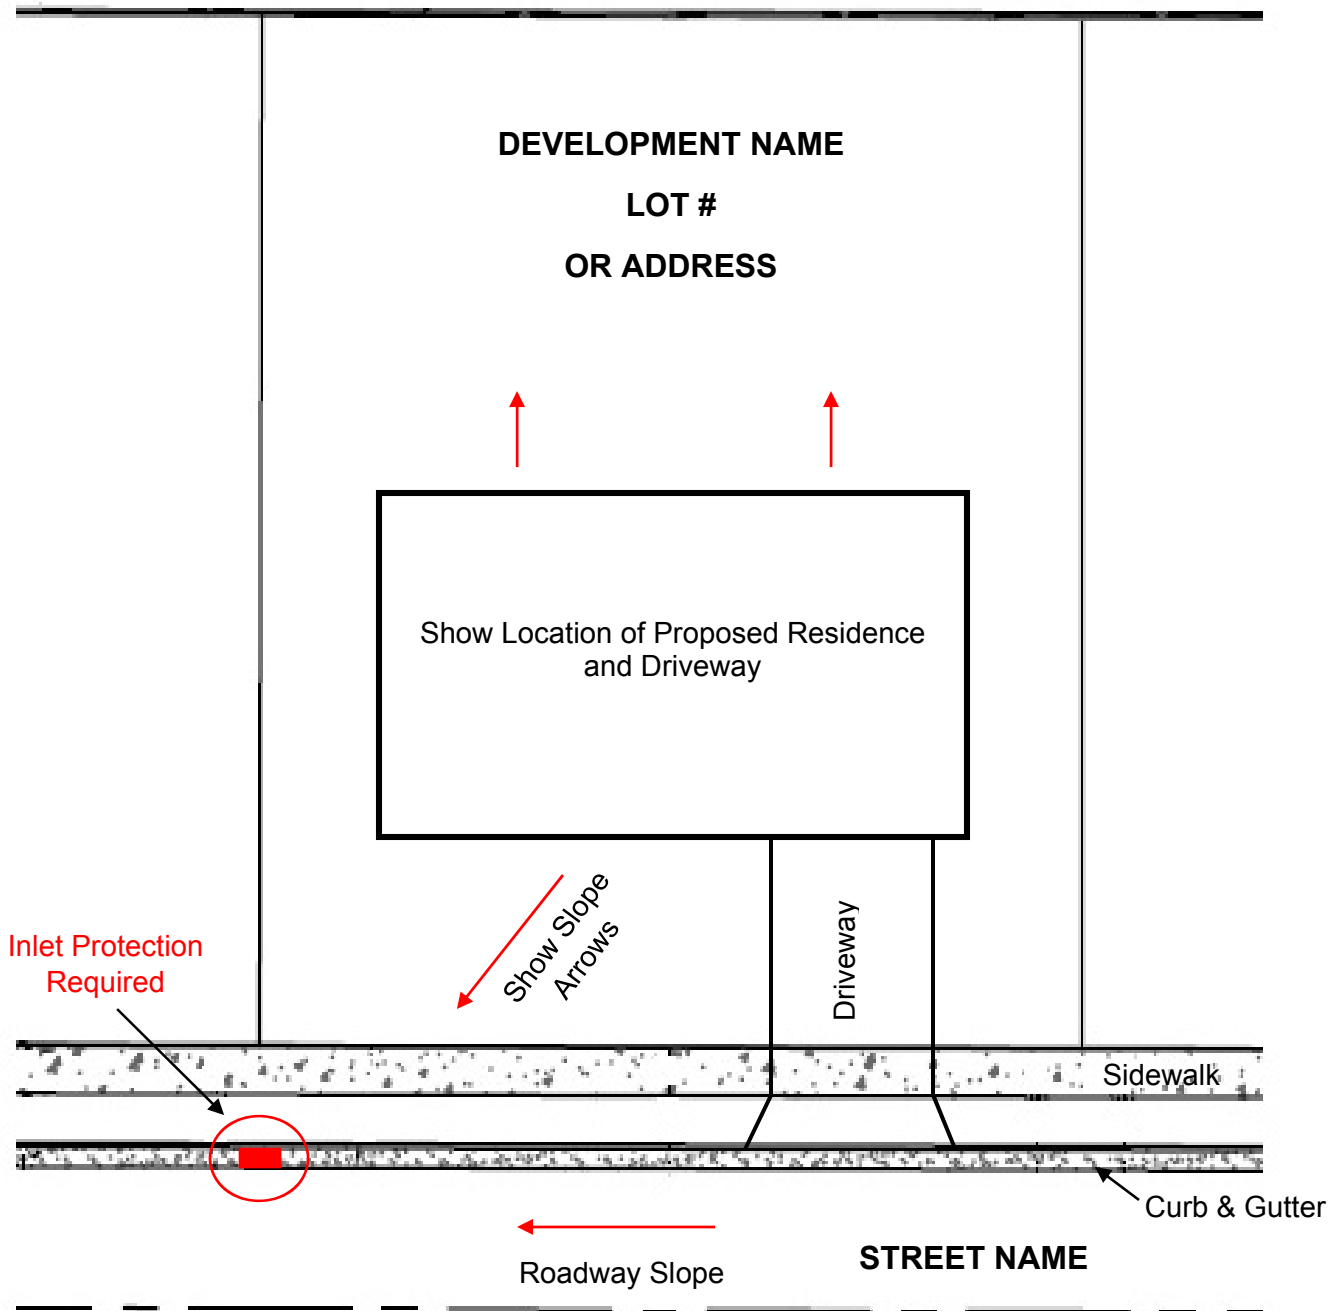 DEVELOPMENT NAME
LOT #
OR ADDRESS
Show Location of Proposed Residence
and Driveway
Show Slope
Arrows
Driveway
Inlet Protection
Required
Sidewalk
Curb & Gutter
STREET NAME
Roadway Slope